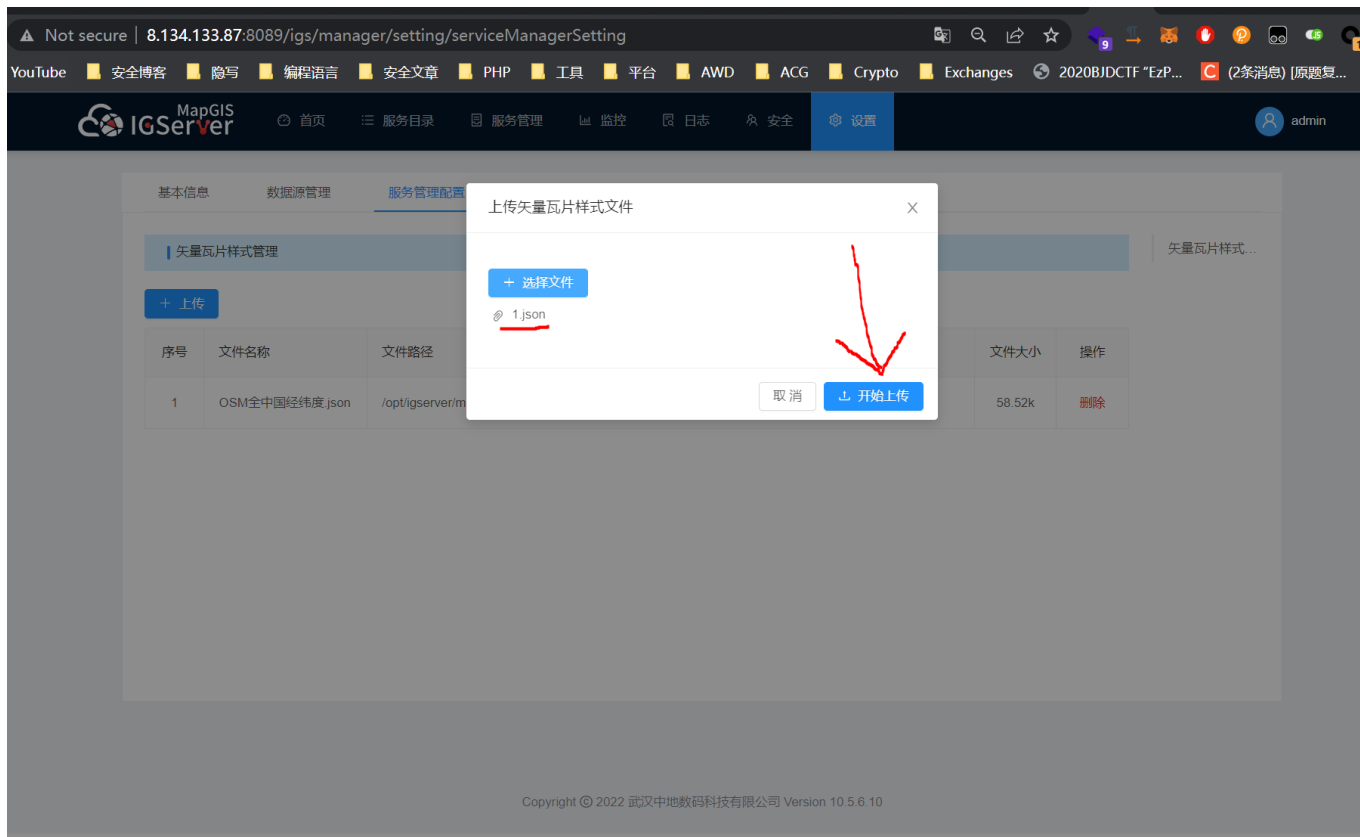 Not secure | 8.134.133.87:8089/igs/manager/setting/serviceManagerSetting
9
YouTube 安全博客 隐写 编程语言 安全文章 PHP 工具 平台 AWD ACG Crypto Exchanges 2020BJDCTF "EzP... C (2条消息) [原题复...
MapGIS
IGServer 首页 服务目录 服务管理 监控 日志 安全 设置 admin
基本信息 数据源管理 服务管理配置
上传矢量瓦片样式文件
矢量瓦片样式管理 矢量瓦片样式...
+ 选择文件
+ 上传
1.json
序号 文件名称 文件路径 文件大小 操作
取消 开始上传
1 OSM全中国经纬度.json /opt/igserver/m 58.52k 删除
Copyright © 2022 武汉中地数码科技有限公司 Version 10.5.6.10